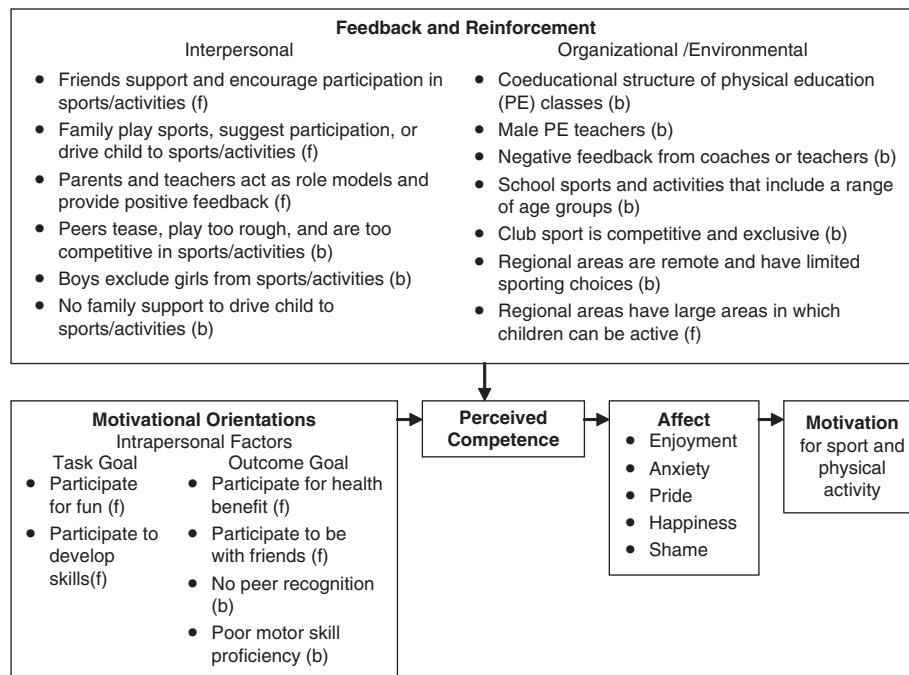 Feedback and Reinforcement
Interpersonal
• Friends support and encourage participation in
sports/activities (f)
• Family play sports, suggest participation, or
drive child to sports/activities (f)
• Parents and teachers act as role models and
provide positive feedback (f)
• Peers tease, play too rough, and are too
competitive in sports/activities (b)
• Boys exclude girls from sports/activities (b)
• No family support to drive child to
sports/activities (b)
Organizational /Environmental
• Coeducational structure of physical education
(PE) classes (b)
• Male PE teachers (b)
• Negative feedback from coaches or teachers (b)
• School sports and activities that include a range
of age groups (b)
• Club sport is competitive and exclusive (b)
• Regional areas are remote and have limited
sporting choices (b)
• Regional areas have large areas in which
children can be active (f)
Motivational Orientations
Intrapersonal Factors
Task Goal
• Participate
for fun (f)
• Participate to
develop
skills(f)
Outcome Goal
• Participate for health
benefit (f)
• Participate to be
with friends (f)
• No peer recognition
(b)
• Poor motor skill
proficiency (b)
Perceived
Competence
Affect
• Enjoyment
• Anxiety
• Pride
• Happiness
• Shame
Motivation
for sport and
physical
activity